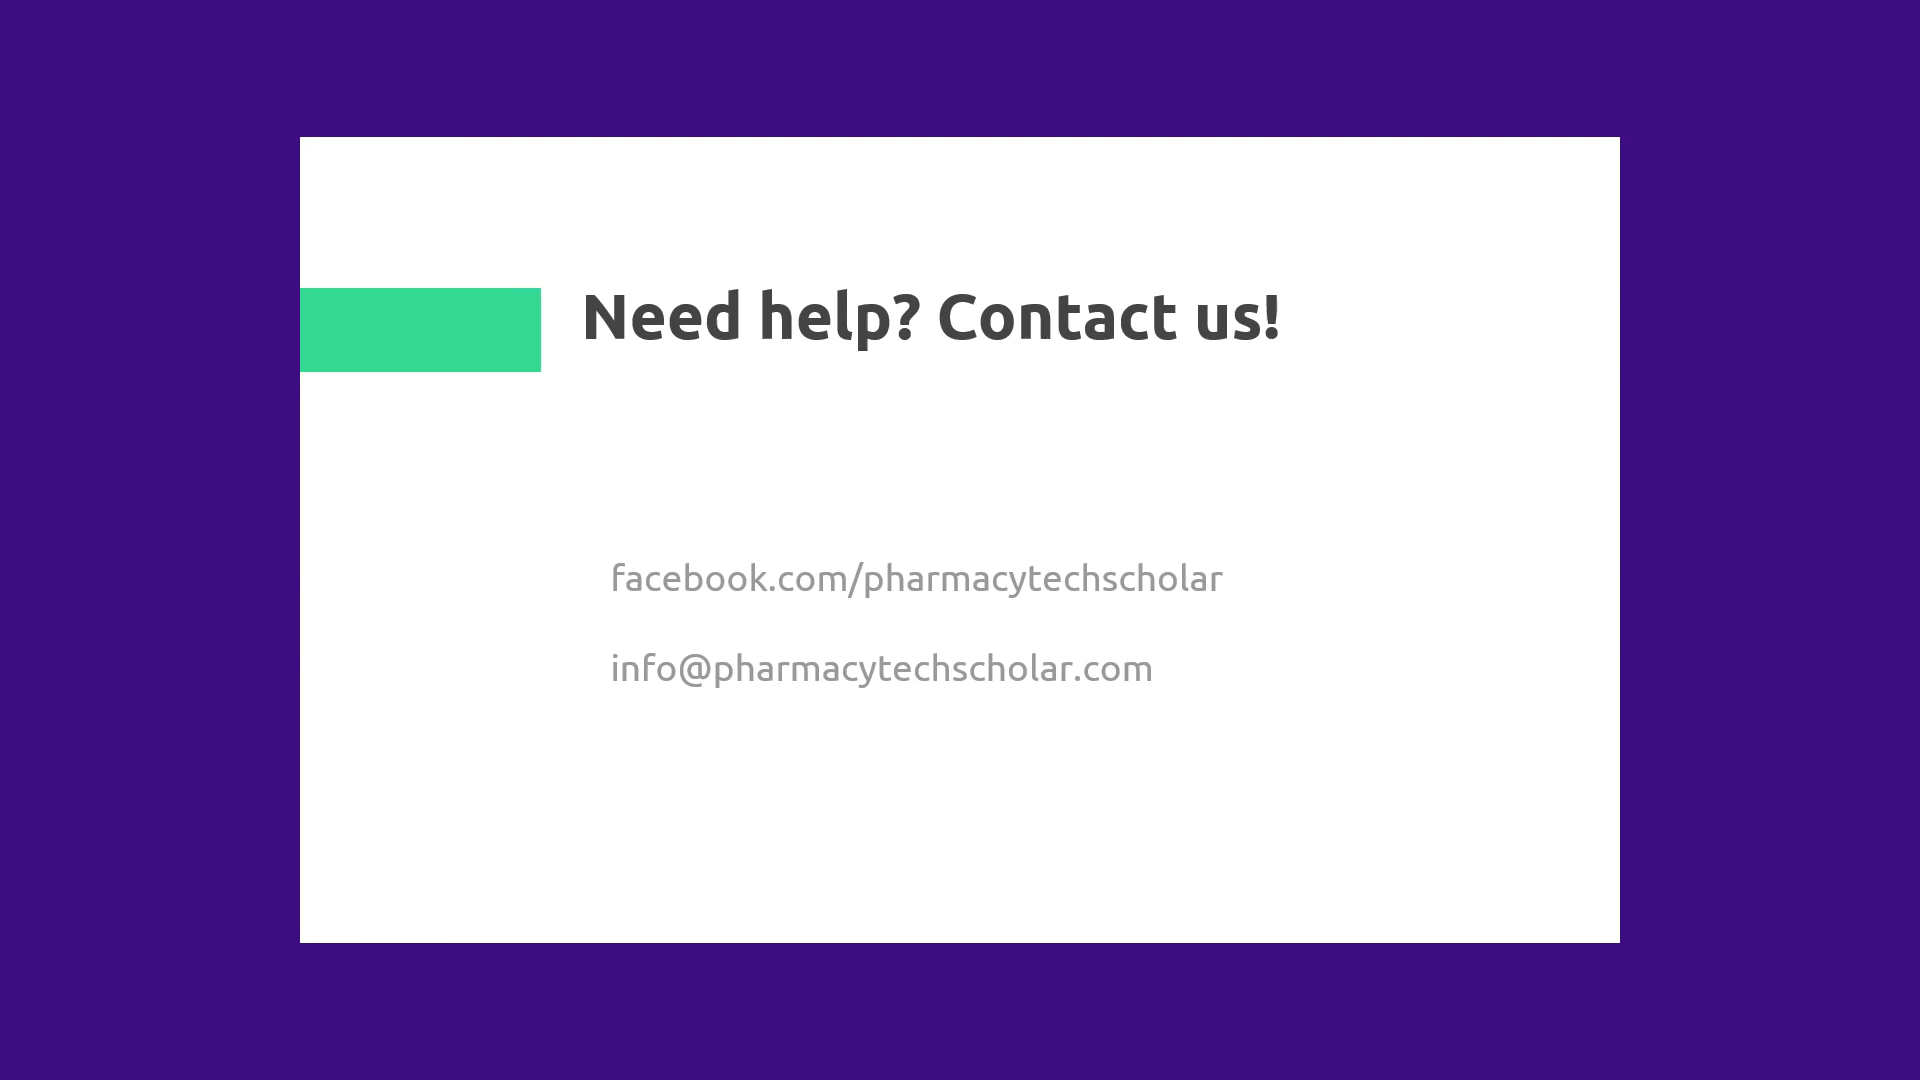 Need help? Contact us!
facebook.com/pharmacytechscholar
info@pharmacytechscholar.com